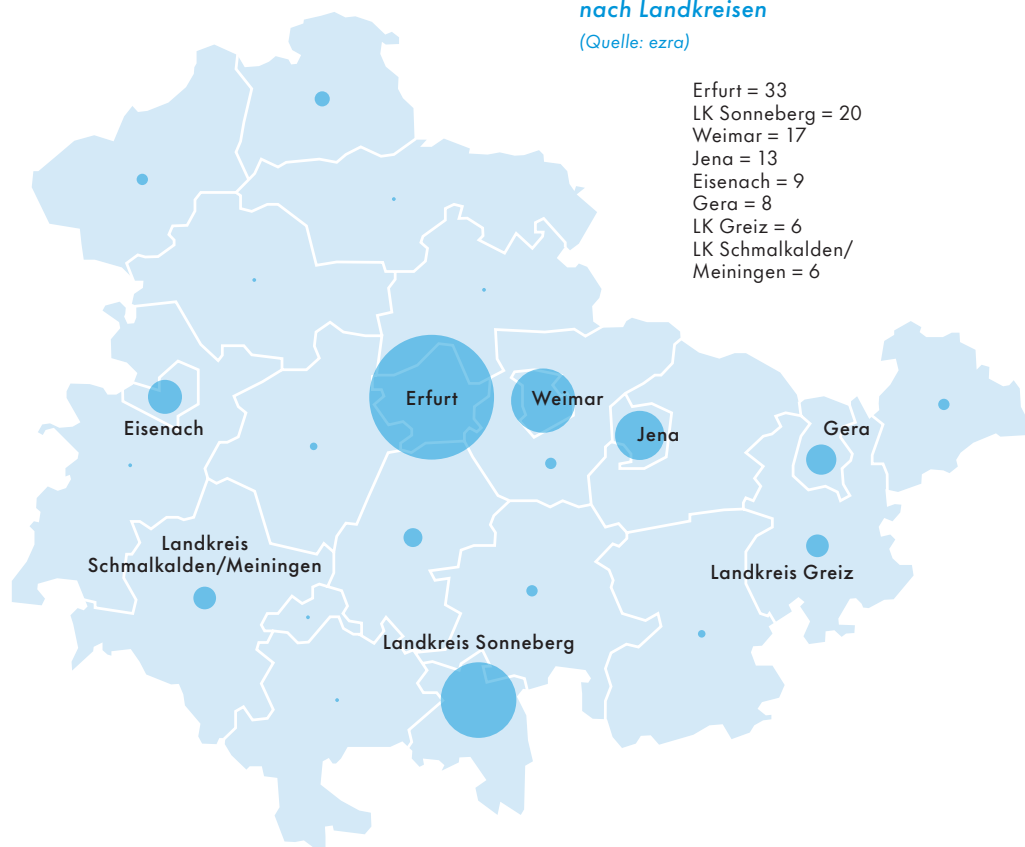 nach Landkreisen
(Quelle: ezra)
Erfurt = 33
LK Sonneberg = 20
Weimar = 17
Jena = 13
Eisenach = 9
Gera = 8
LK Greiz = 6
LK Schmalkalden/
Meiningen = 6
Erfurt
Weimar
Eisenach
Jena
Gera
Landkreis
Schmalkalden/Meiningen
Landkreis Greiz
Landkreis Sonneberg